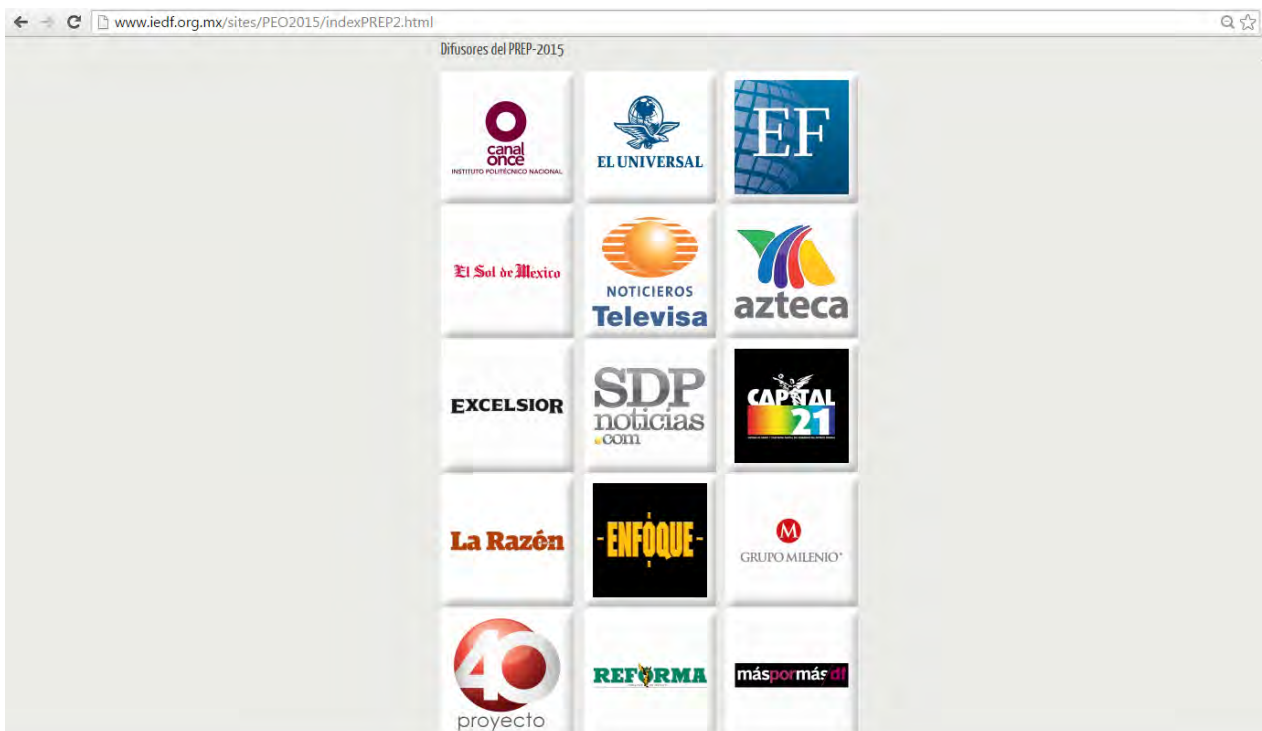 www.iedf.org.mx/sites/PEO2015/indexPREP2.html
Difusores del PREP-2015
canal
once
INSTITUTO POLITÉCNICO NACIONAL
EL UNIVERSAL
EF
El Sol de Mexico
NOTICIEROS
Televisa
azteca
EXCELSIOR
SDP
noticias
.com
CAPITAL
21
La Razón
-ENFOQUE-
M
GRUPO MILENIO
40
proyecto
REFORMA
máspormásdf